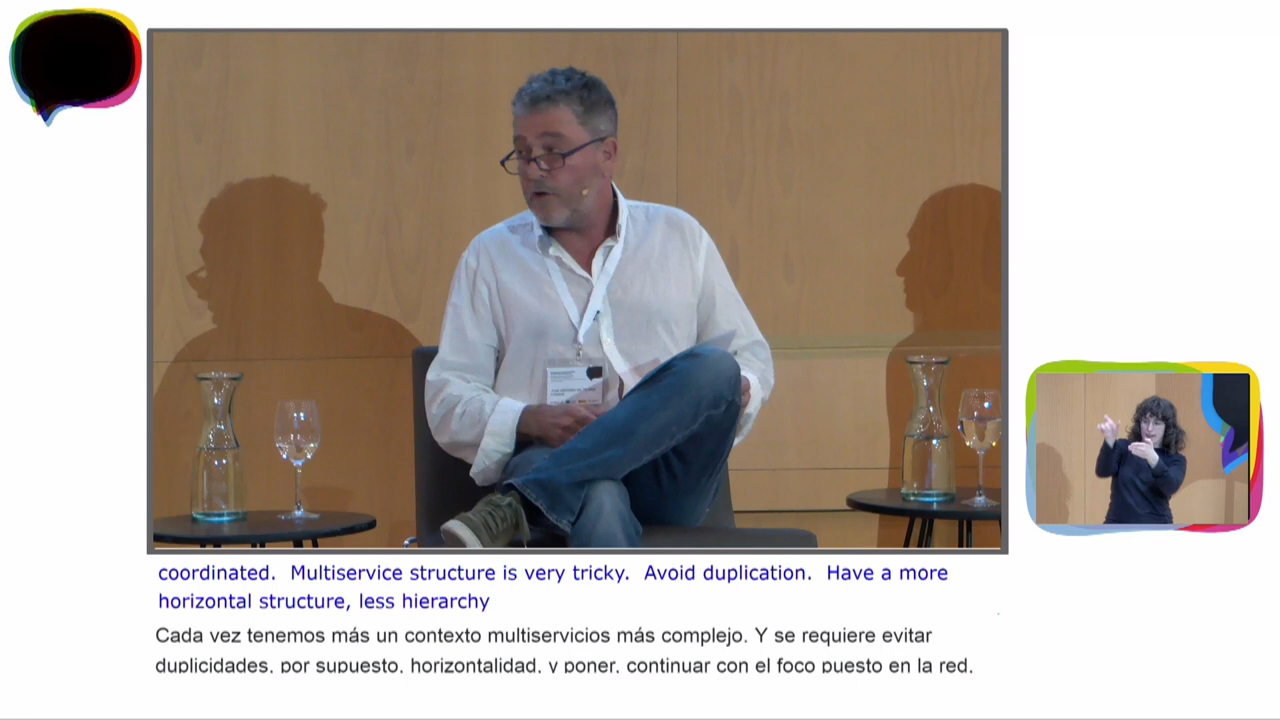 coordinated. Multiservice structure is very tricky. Avoid duplication. Have a more
horizontal structure, less hierarchy
Cada vez tenemos más un contexto multiservicios más complejo. Y se requiere evitar
duplicidades, por supuesto, horizontalidad, y poner, continuar con el foco puesto en la red,